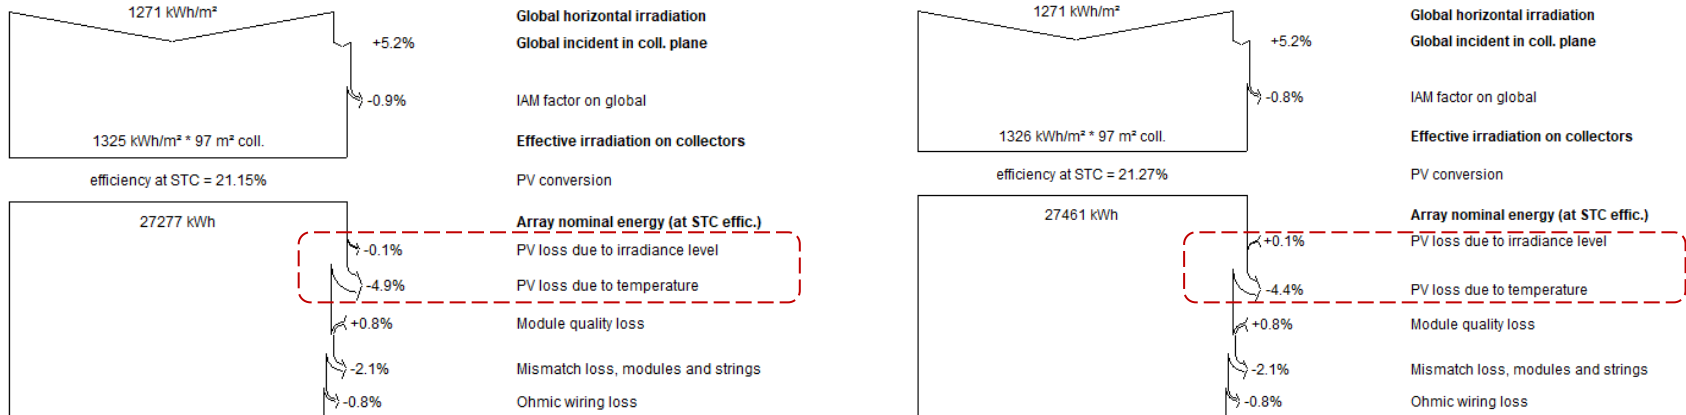 1271 kWh/m²
Global horizontal irradiation
+5.2%
Global incident in coll. plane
-0.9%
IAM factor on global
1325 kWh/m² * 97 m² coll.
Effective irradiation on collectors
efficiency at STC = 21.15%
PV conversion
27277 kWh
Array nominal energy (at STC effic.)
-0.1%
PV loss due to irradiance level
-4.9%
PV loss due to temperature
+0.8%
Module quality loss
-2.1%
Mismatch loss, modules and strings
-0.8%
Ohmic wiring loss
1271 kWh/m²
Global horizontal irradiation
+5.2%
Global incident in coll. plane
-0.8%
IAM factor on global
1326 kWh/m² * 97 m² coll.
Effective irradiation on collectors
efficiency at STC = 21.27%
PV conversion
27461 kWh
Array nominal energy (at STC effic.)
+0.1%
PV loss due to irradiance level
-4.4%
PV loss due to temperature
+0.8%
Module quality loss
-2.1%
Mismatch loss, modules and strings
-0.8%
Ohmic wiring loss